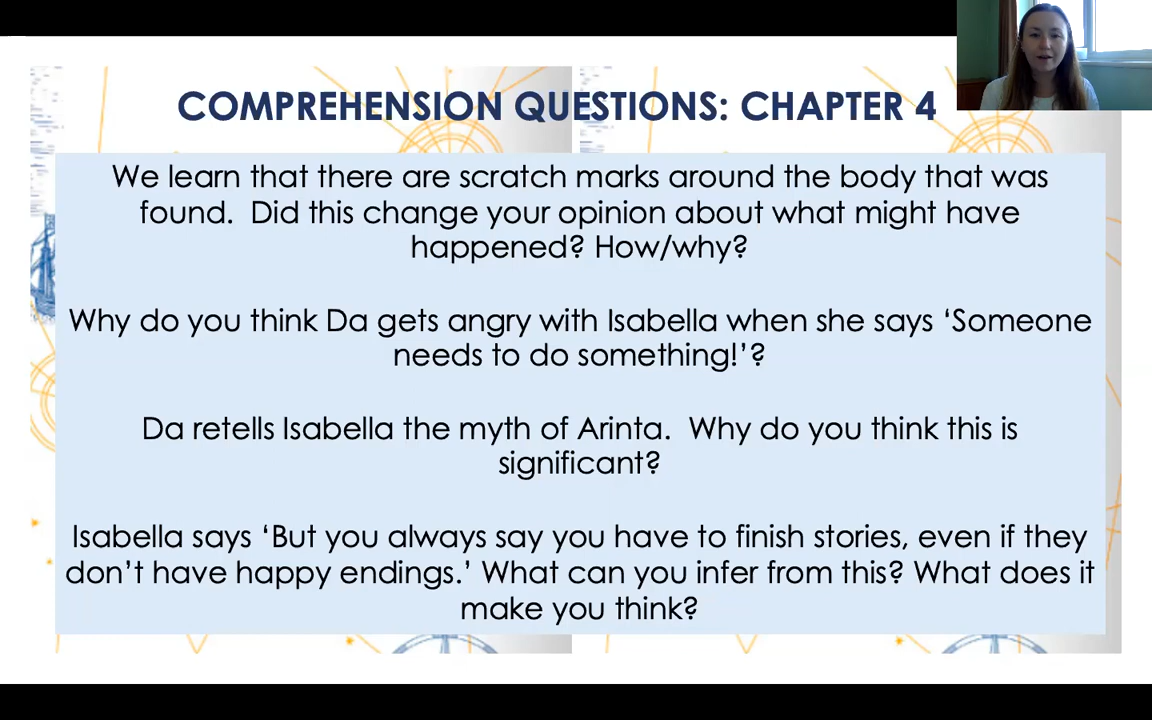 COMPREHENSION QUESTIONS: CHAPTER 4
We learn that there are scratch marks around the body that was
found.  Did this change your opinion about what might have
happened? How/why?
Why do you think Da gets angry with Isabella when she says ‘Someone
needs to do something!’?
Da retells Isabella the myth of Arinta.  Why do you think this is
significant?
Isabella says ‘But you always say you have to finish stories, even if they
don’t have happy endings.’ What can you infer from this? What does it
make you think?